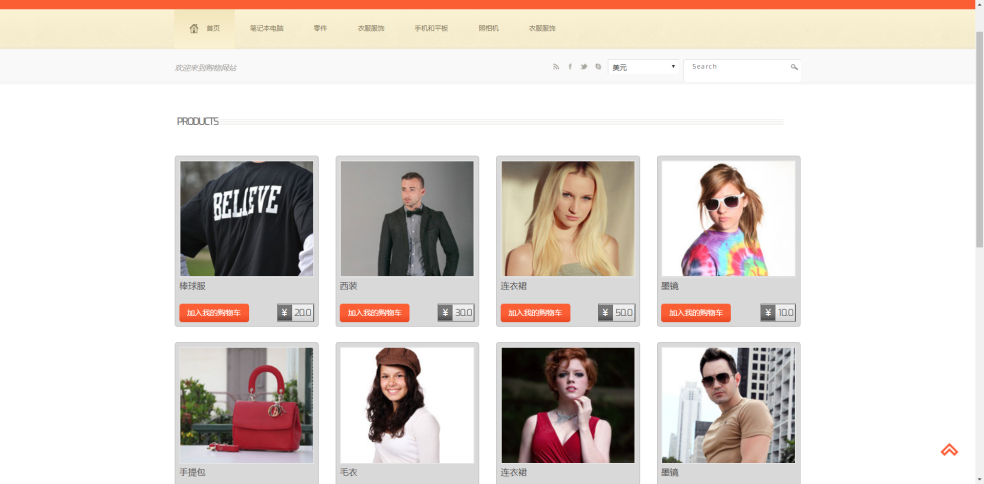 首页 笔记本电脑 零件 衣服服饰 手机和平板 照相机 衣服服饰
欢迎来到购物网站 美元 Search
PRODUCTS
BELIEVE
棒球服 西装 连衣裙 墨镜
加入我的购物车 ¥ 20.0 加入我的购物车 ¥ 30.0 加入我的购物车 ¥ 50.0 加入我的购物车 ¥ 10.0
手提包 毛衣 连衣裙 墨镜